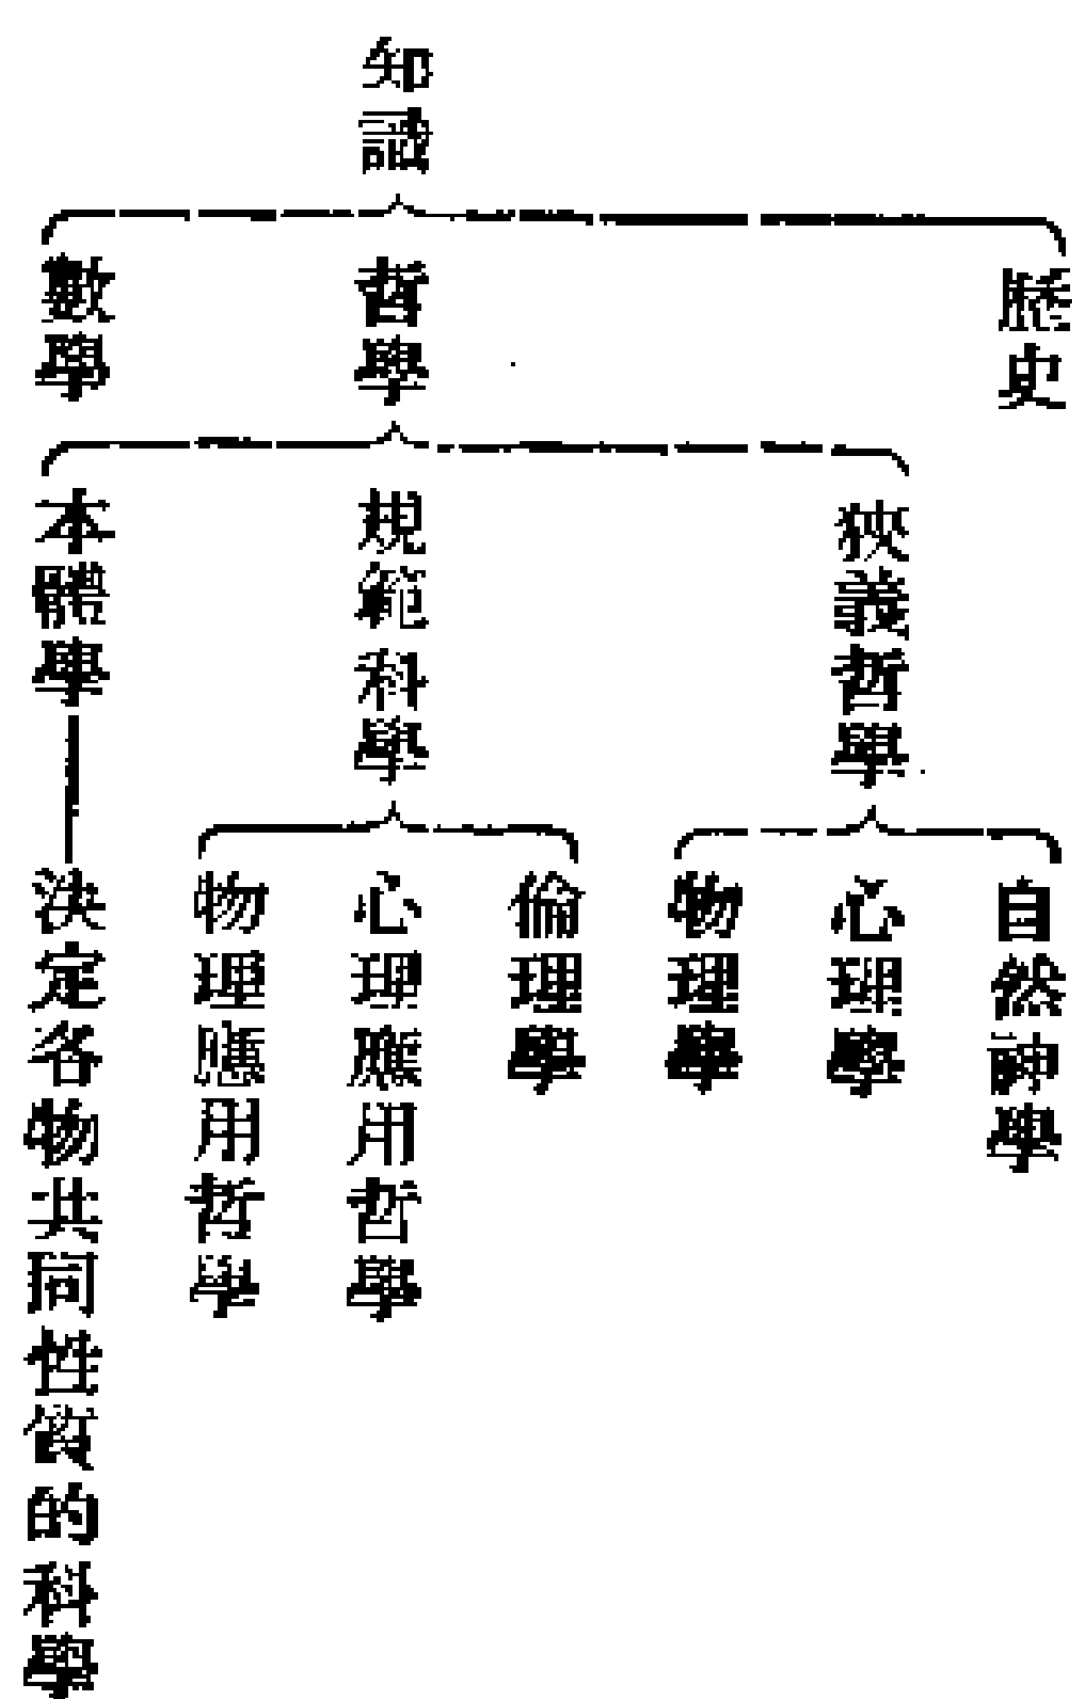 知識
歷史
哲學
數學
狹義哲學
規範科學
本體學
自然神學
心理學
物理學
倫理學
心理應用哲學
物理應用哲學
決定各物共同性質的科學